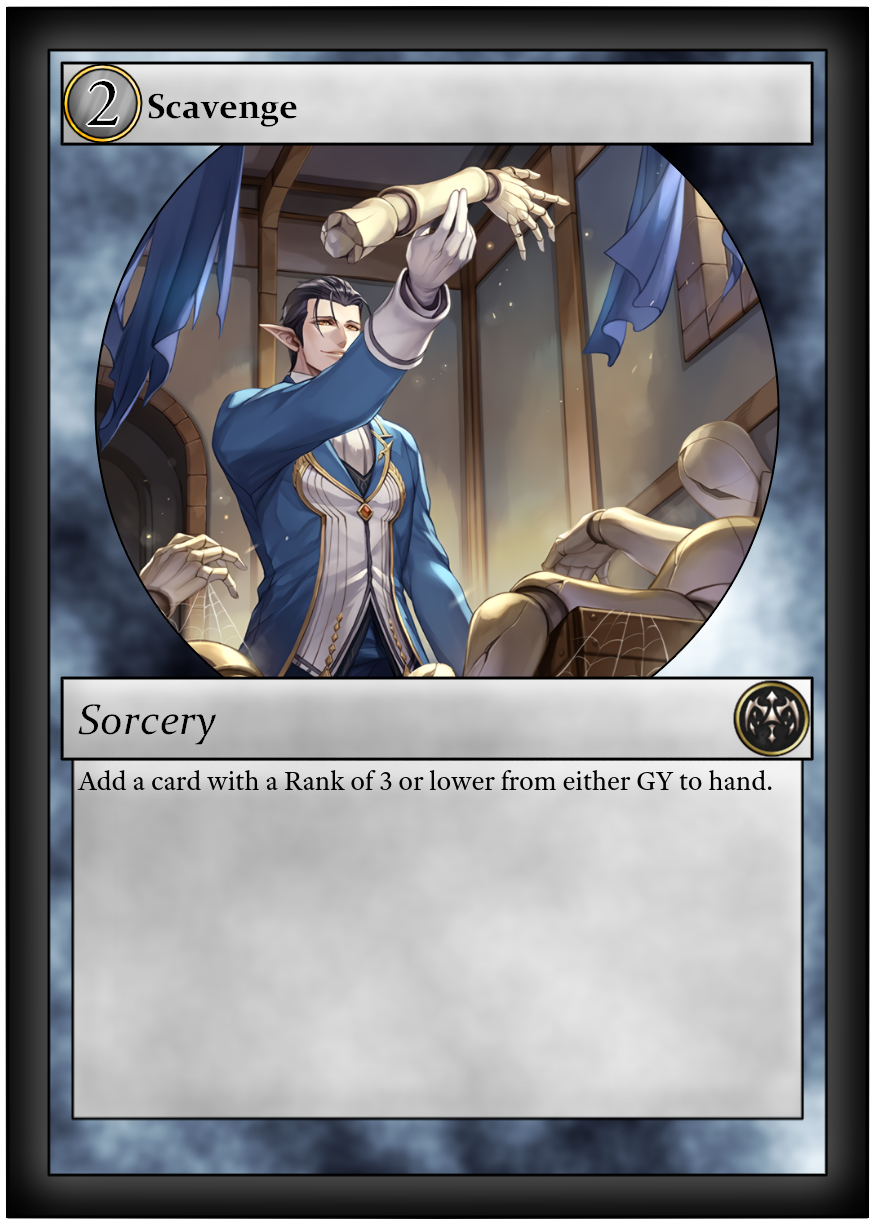 2 Scavenge
Sorcery
Add a card with a Rank of 3 or lower from either GY to hand.